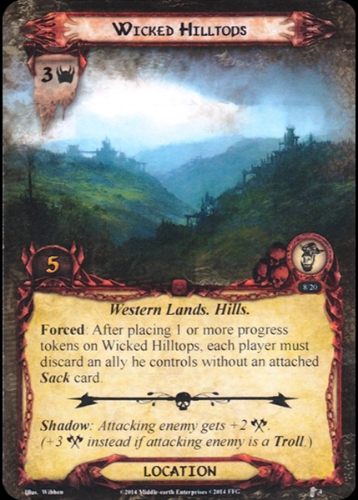 WICKED HILLTOPS
3
5
8/20
Western Lands. Hills.
Forced: After placing 1 or more progress
tokens on Wicked Hilltops, each player must
discard an ally he controls without an attached
Sack card.
Shadow: Attacking enemy gets +2 .
(+3 instead if attacking enemy is a Troll.)
LOCATION
Illus. Wibben ©2014 Middle-earth Enterprises ©2014 FFG